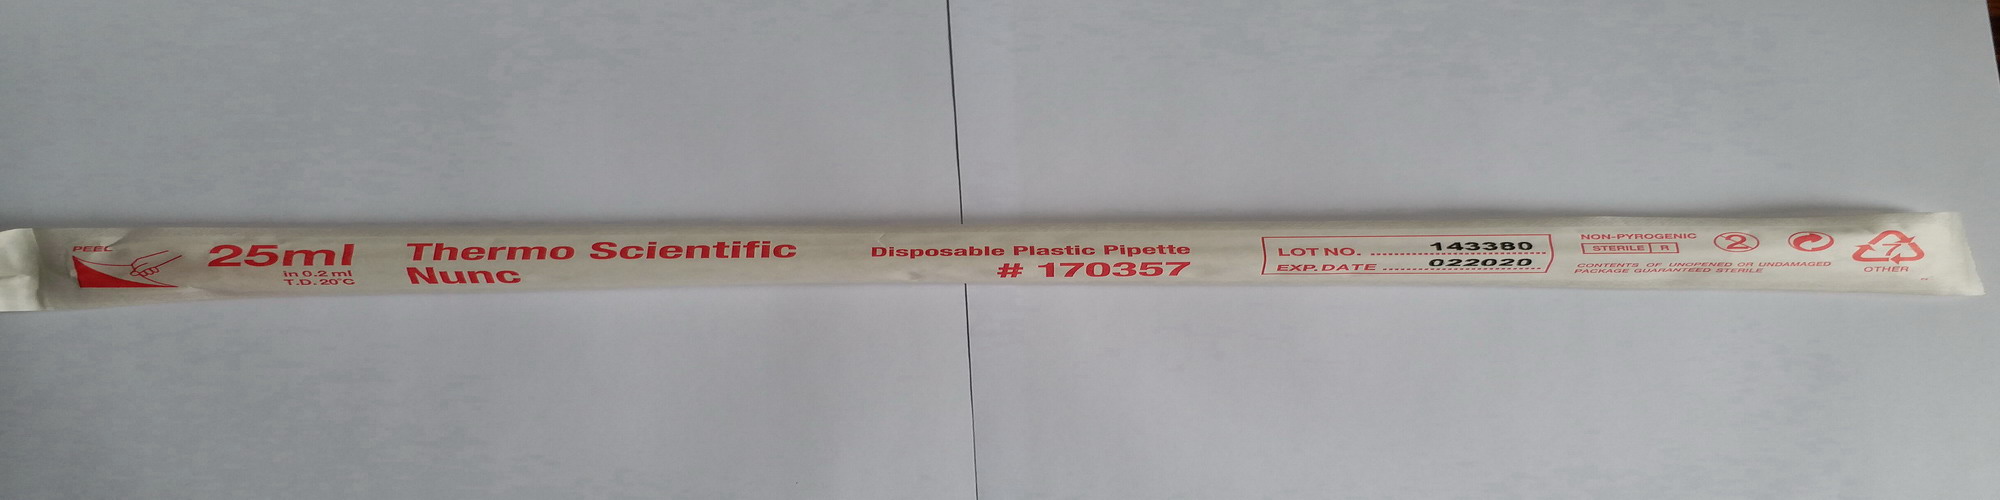 PEEL
25ml
in 0.2 ml
T.D. 20°C
Thermo Scientific
Nunc
Disposable Plastic Pipette
# 170357
LOT NO. 143380
EXP. DATE 022020
NON-PYROGENIC
STERILE R
2
CONTENTS OF UNOPENED OR UNDAMAGED
PACKAGE GUARANTEED STERILE
7
OTHER